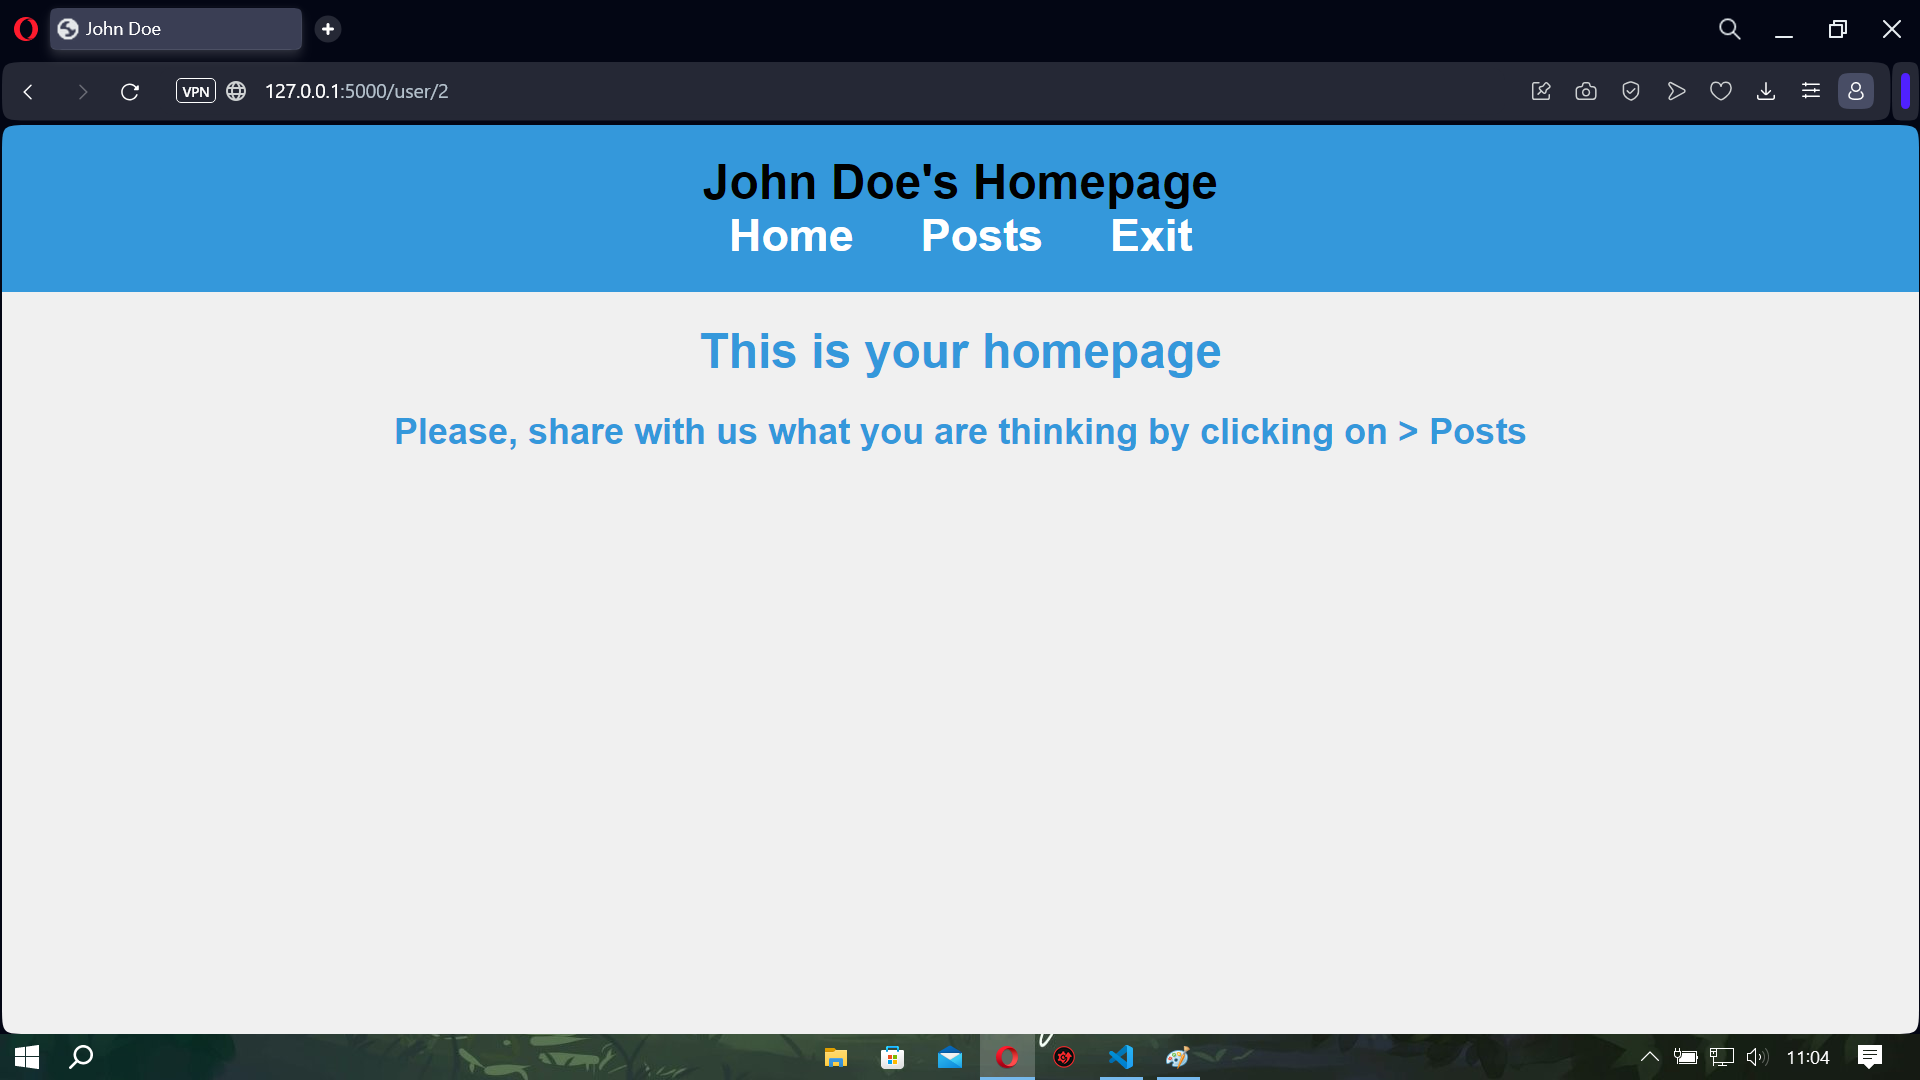 John Doe
VPN
127.0.0.1:5000/user/2
John Doe's Homepage
Home Posts Exit
This is your homepage
Please, share with us what you are thinking by clicking on > Posts
11:04